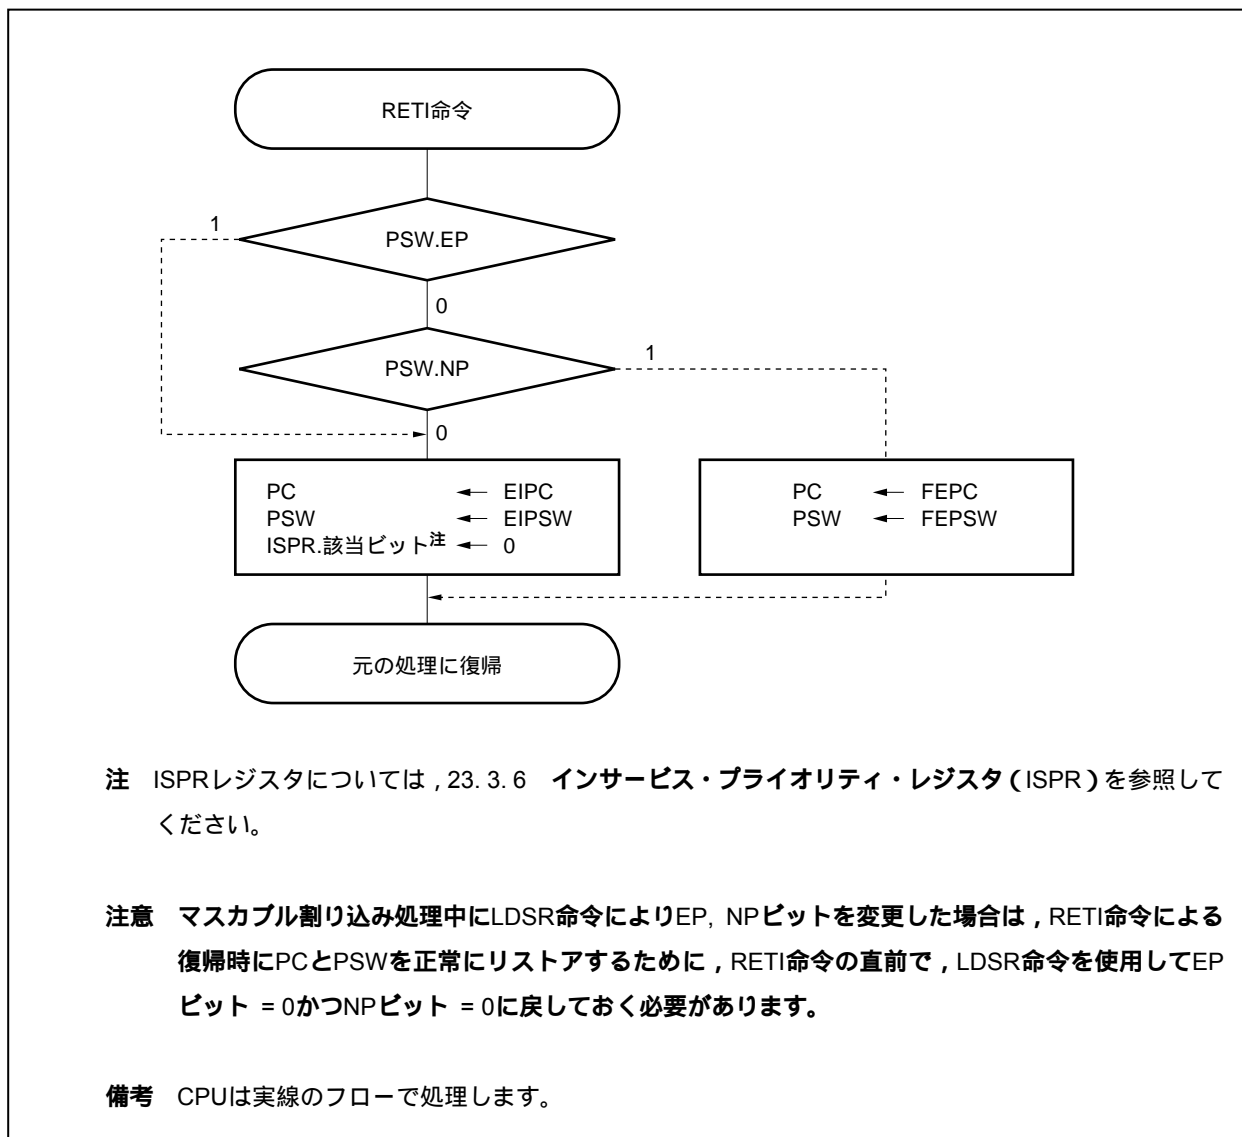 RETI命令
1
PSW.EP
0
PSW.NP
1
0
PC ← EIPC
PSW ← EIPSW
ISPR.該当ビット注 ← 0
PC ← FEPC
PSW ← FEPSW
元の処理に復帰
注 ISPRレジスタについては，23. 3. 6 インサービス・プライオリティ・レジスタ（ISPR）を参照して
ください。
注意 マスカブル割り込み処理中にLDSR命令によりEP, NPビットを変更した場合は，RETI命令による
復帰時にPCとPSWを正常にリストアするために，RETI命令の直前で，LDSR命令を使用してEP
ビット = 0かつNPビット = 0に戻しておく必要があります。
備考 CPUは実線のフローで処理します。